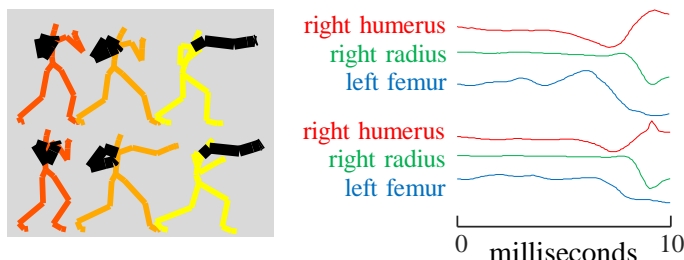 right humerus
right radius
left femur
right humerus
right radius
left femur
0 10
milliseconds